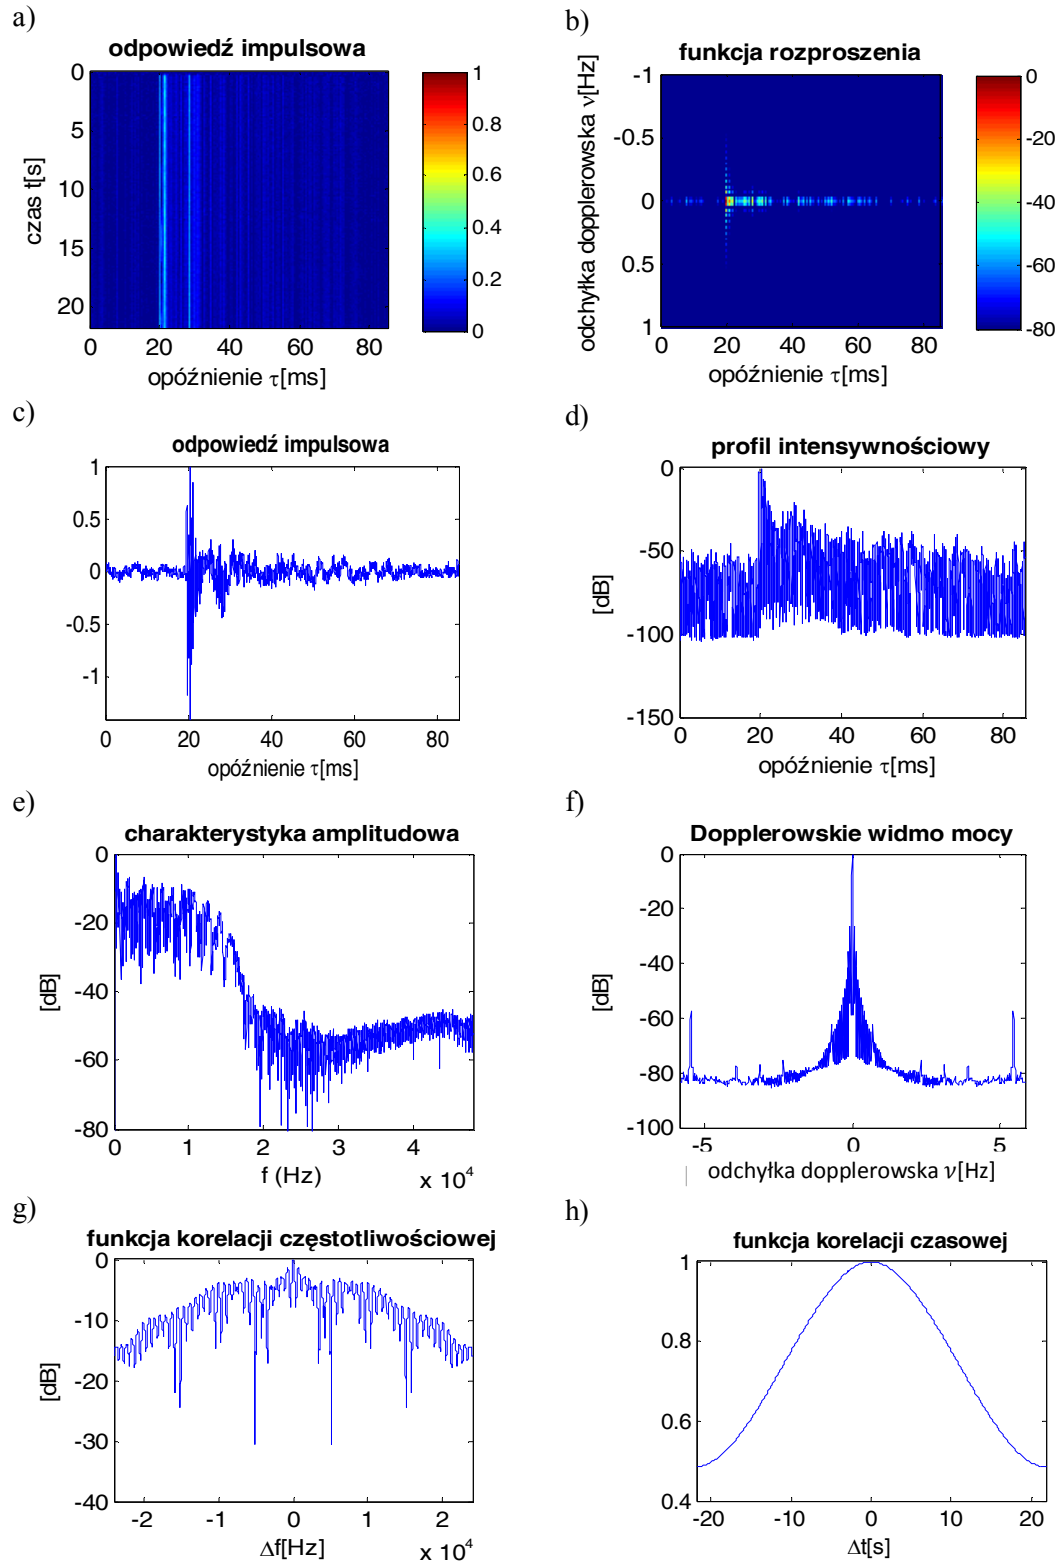 a)
odpowiedź impulsowa
0
5
10
15
20
czas t[s]
0 20 40 60 80
opóźnienie τ[ms]
1
0.8
0.6
0.4
0.2
0
b)
funkcja rozproszenia
-1
-0.5
0
0.5
1
odchyłka dopplerowska ν[Hz]
0 20 40 60 80
opóźnienie τ[ms]
0
-20
-40
-60
-80
c)
odpowiedź impulsowa
1
0.5
0
-0.5
-1
0 20 40 60 80
opóźnienie τ[ms]
d)
profil intensywnościowy
0
-50
-100
-150
[dB]
0 20 40 60 80
opóźnienie τ[ms]
e)
charakterystyka amplitudowa
0
-20
-40
-60
-80
[dB]
0 1 2 3 4
f (Hz)
x 10⁴
f)
Dopplerowskie widmo mocy
0
-20
-40
-60
-80
-100
[dB]
-5 0 5
odchyłka dopplerowska ν[Hz]
g)
funkcja korelacji częstotliwościowej
0
-10
-20
-30
-40
[dB]
-2 -1 0 1 2
Δf[Hz]
x 10⁴
h)
funkcja korelacji czasowej
1
0.8
0.6
0.4
-20 -10 0 10 20
Δt[s]